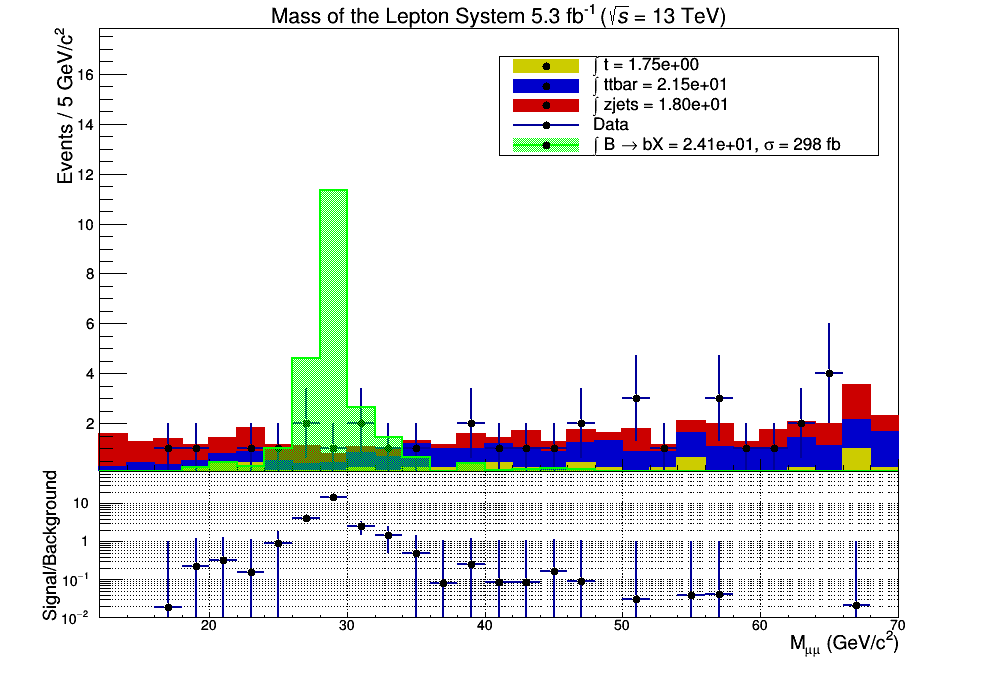 Mass of the Lepton System 5.3 fb⁻¹ (√s = 13 TeV)
Events / 5 GeV/c²
16
14
12
10
8
6
4
2
∫ t = 1.75e+00
∫ ttbar = 2.15e+01
∫ zjets = 1.80e+01
Data
∫ B → bX = 2.41e+01, σ = 298 fb
Signal/Background
10
1
10⁻¹
10⁻²
20 30 40 50 60 70
M_μμ (GeV/c²)